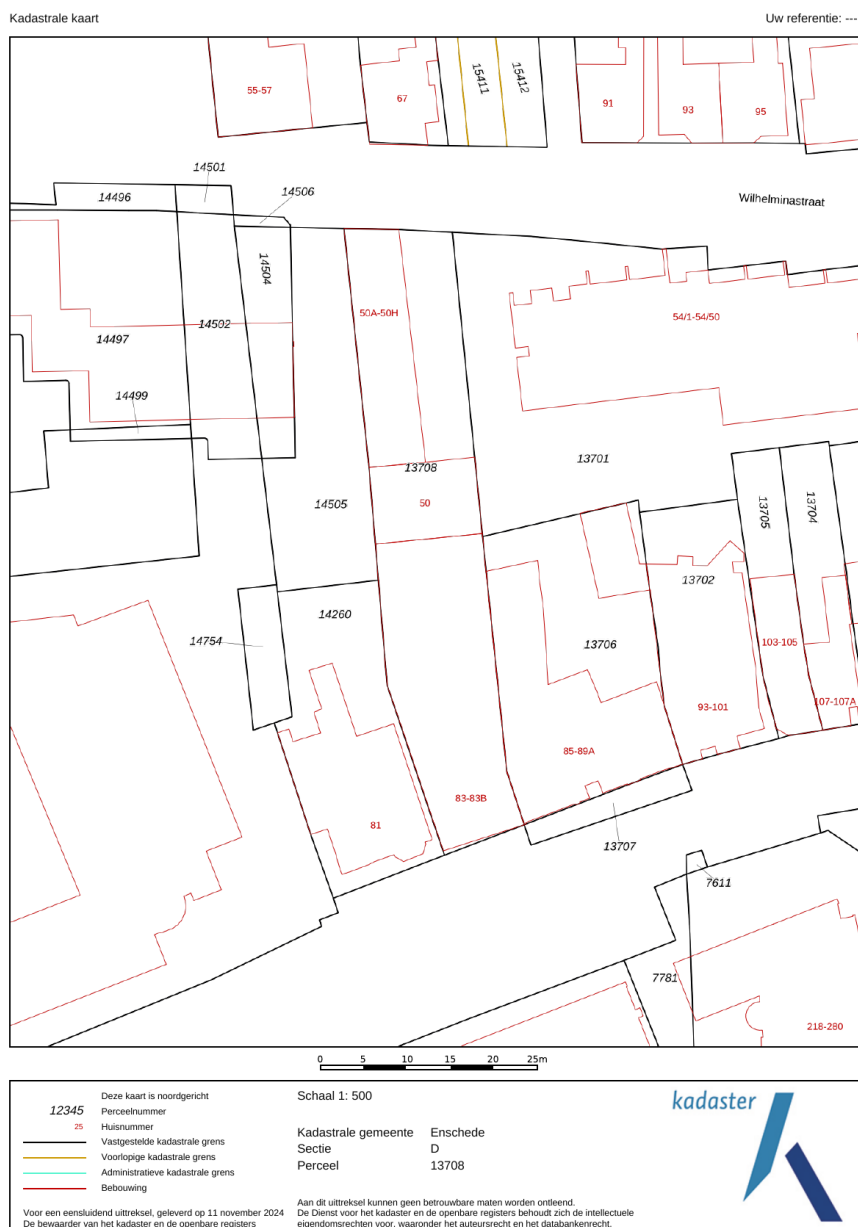 Kadastrale kaart
Uw referentie: ---
55-57
67
15411
15412
91
93
95
14501
14496
14506
Wilhelminastraat
14504
50A-50H
14502
54/1-54/50
14497
14499
13701
13708
14505
50
13705
13704
13702
14260
14754
13706
103-105
93-101
107-107A
85-89A
83-83B
81
13707
7611
7781
218-280
0 5 10 15 20 25m
Deze kaart is noordgericht
12345 Perceelnummer
25 Huisnummer
Vastgestelde kadastrale grens
Voorlopige kadastrale grens
Administratieve kadastrale grens
Bebouwing
Voor een eensluidend uittreksel, geleverd op 11 november 2024
De bewaarder van het kadaster en de openbare registers
Schaal 1: 500
Kadastrale gemeente Enschede
Sectie D
Perceel 13708
Aan dit uittreksel kunnen geen betrouwbare maten worden ontleend.
De Dienst voor het kadaster en de openbare registers behoudt zich de intellectuele
eigendomsrechten voor, waaronder het auteursrecht en het databankenrecht.
kadaster